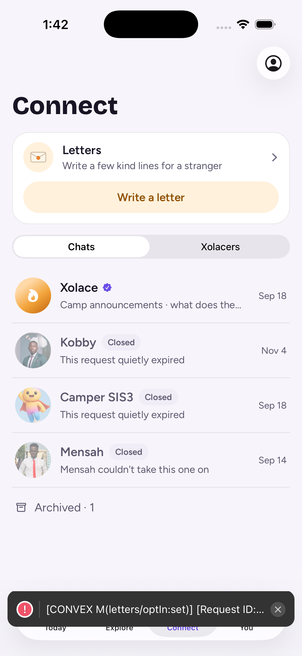 1:42
Connect
Letters
Write a few kind lines for a stranger
Write a letter
Chats
Xolacers
Xolace
Sep 18
Camp announcements · what does the...
Kobby Closed
Nov 4
This request quietly expired
Camper SIS3 Closed
Sep 18
This request quietly expired
Mensah Closed
Sep 14
Mensah couldn't take this one on
Archived · 1
[CONVEX M(letters/optIn:set)] [Request ID:...
Today Explore Connect You